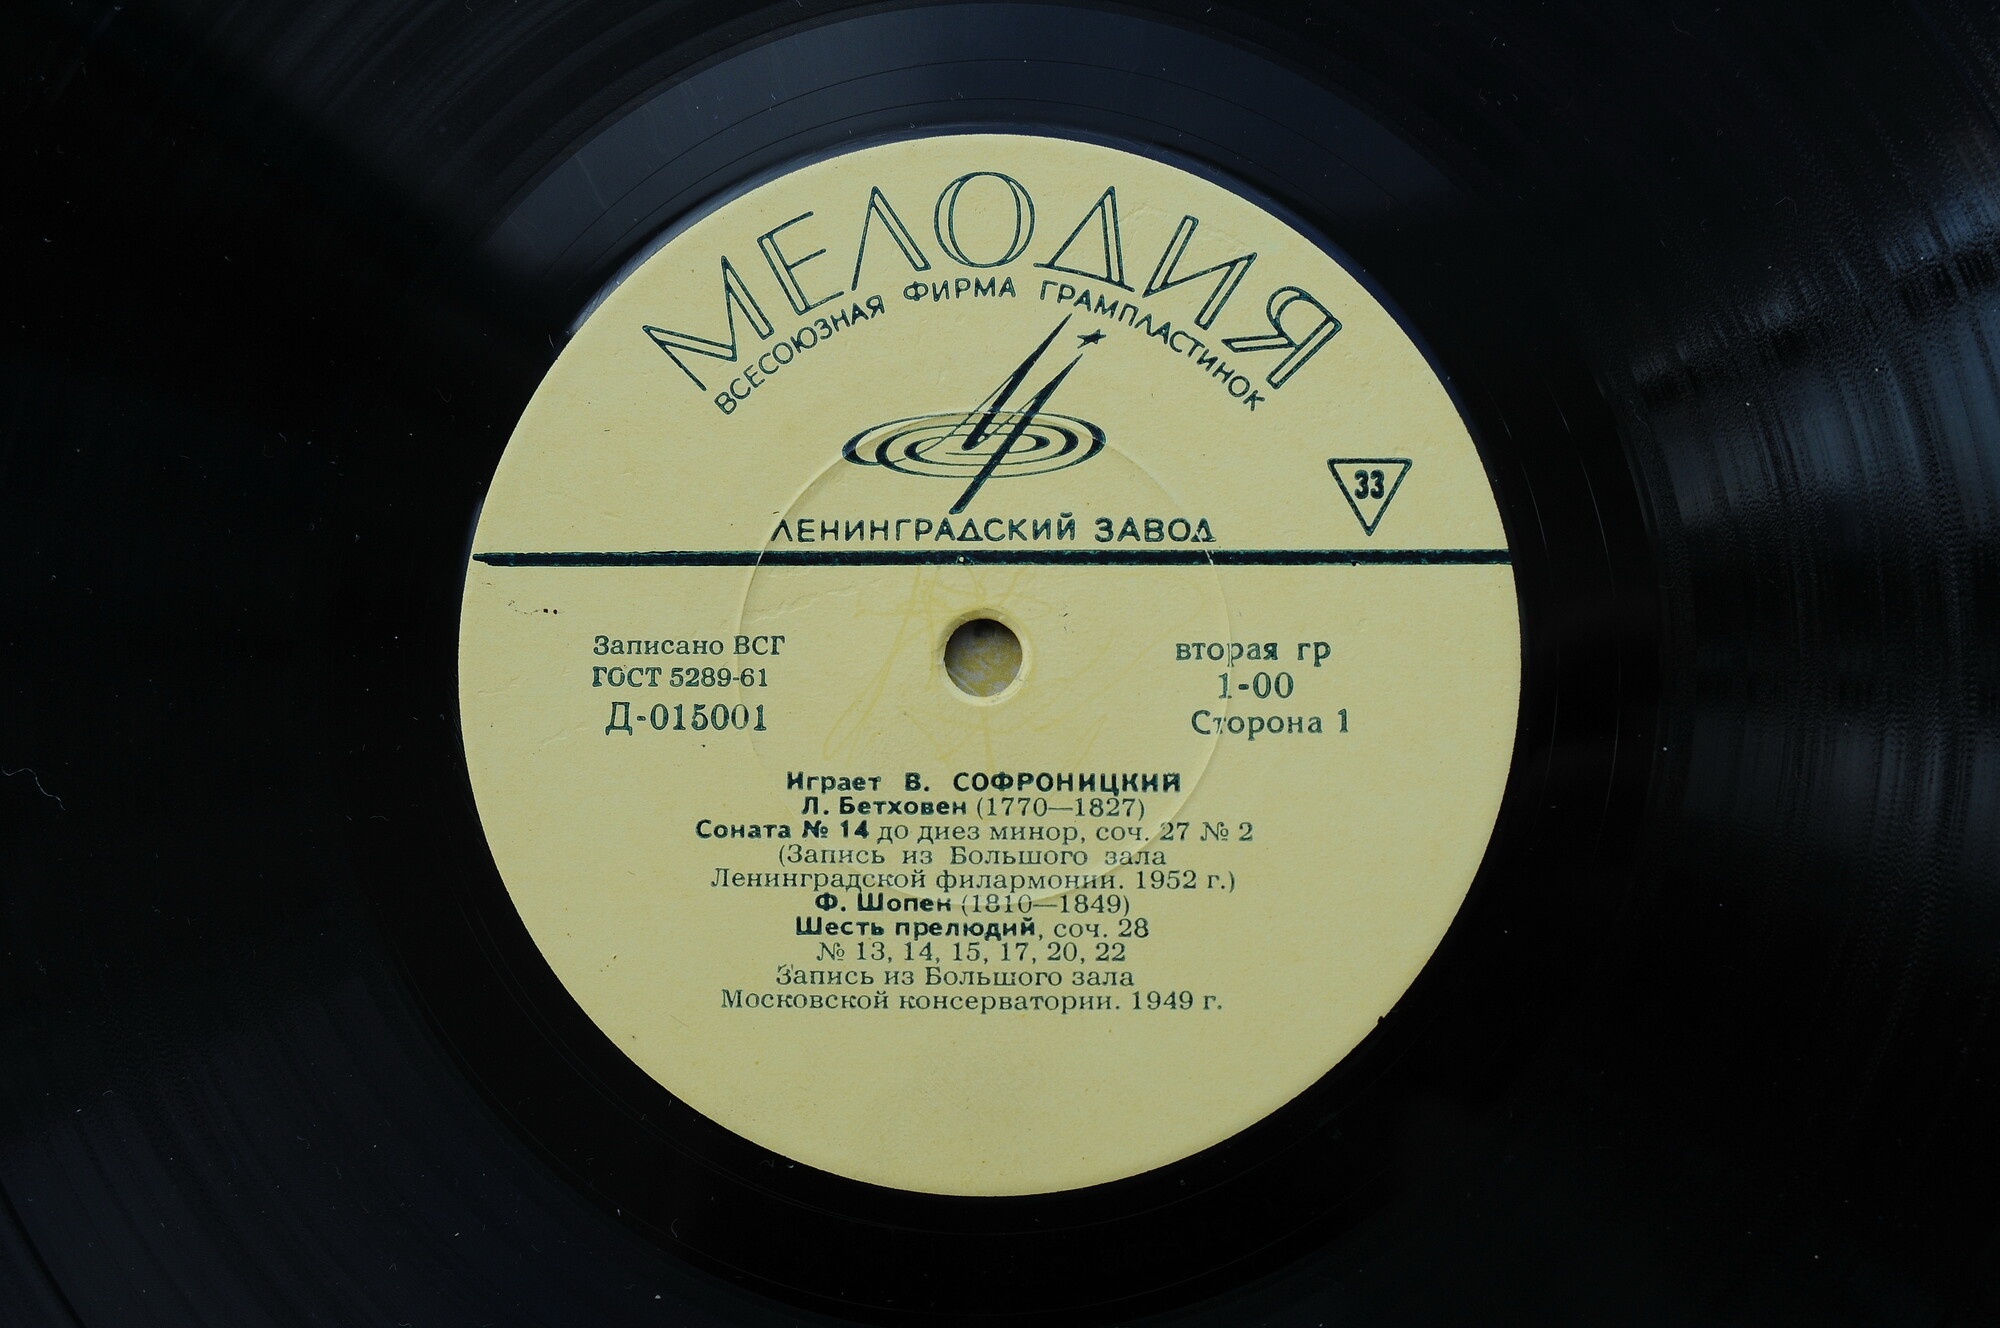 МЕЛОДИЯ
ВСЕСОЮЗНАЯ ФИРМА ГРАМПЛАСТИНОК
33
ЛЕНИНГРАДСКИЙ ЗАВОД
Записано ВСГ
ГОСТ 5289-61
Д-015001
вторая гр
1-00
Сторона 1
Играет В. СОФРОНИЦКИЙ
Л. Бетховен (1770—1827)
Соната № 14 до диез минор, соч. 27 № 2
(Запись из Большого зала
Ленинградской филармонии. 1952 г.)
Ф. Шопен (1810—1849)
Шесть прелюдий, соч. 28
№ 13, 14, 15, 17, 20, 22
Запись из Большого зала
Московской консерватории. 1949 г.